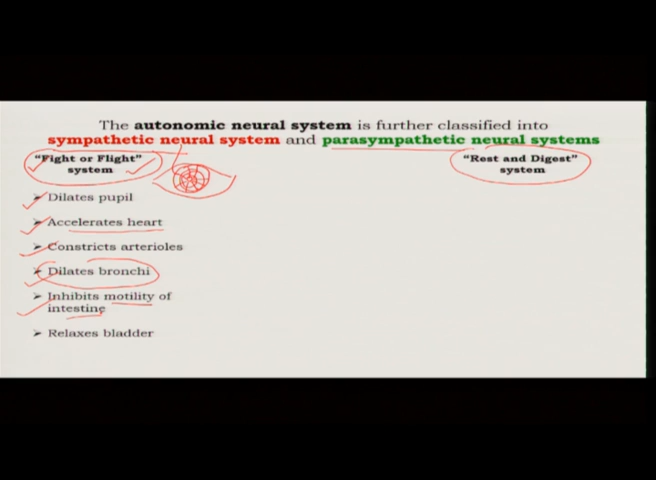 The autonomic neural system is further classified into
sympathetic neural system and parasympathetic neural systems
"Fight or Flight"
system
"Rest and Digest"
system
➤ Dilates pupil
➤ Accelerates heart
➤ Constricts arterioles
➤ Dilates bronchi
➤ Inhibits motility of
intestine
➤ Relaxes bladder